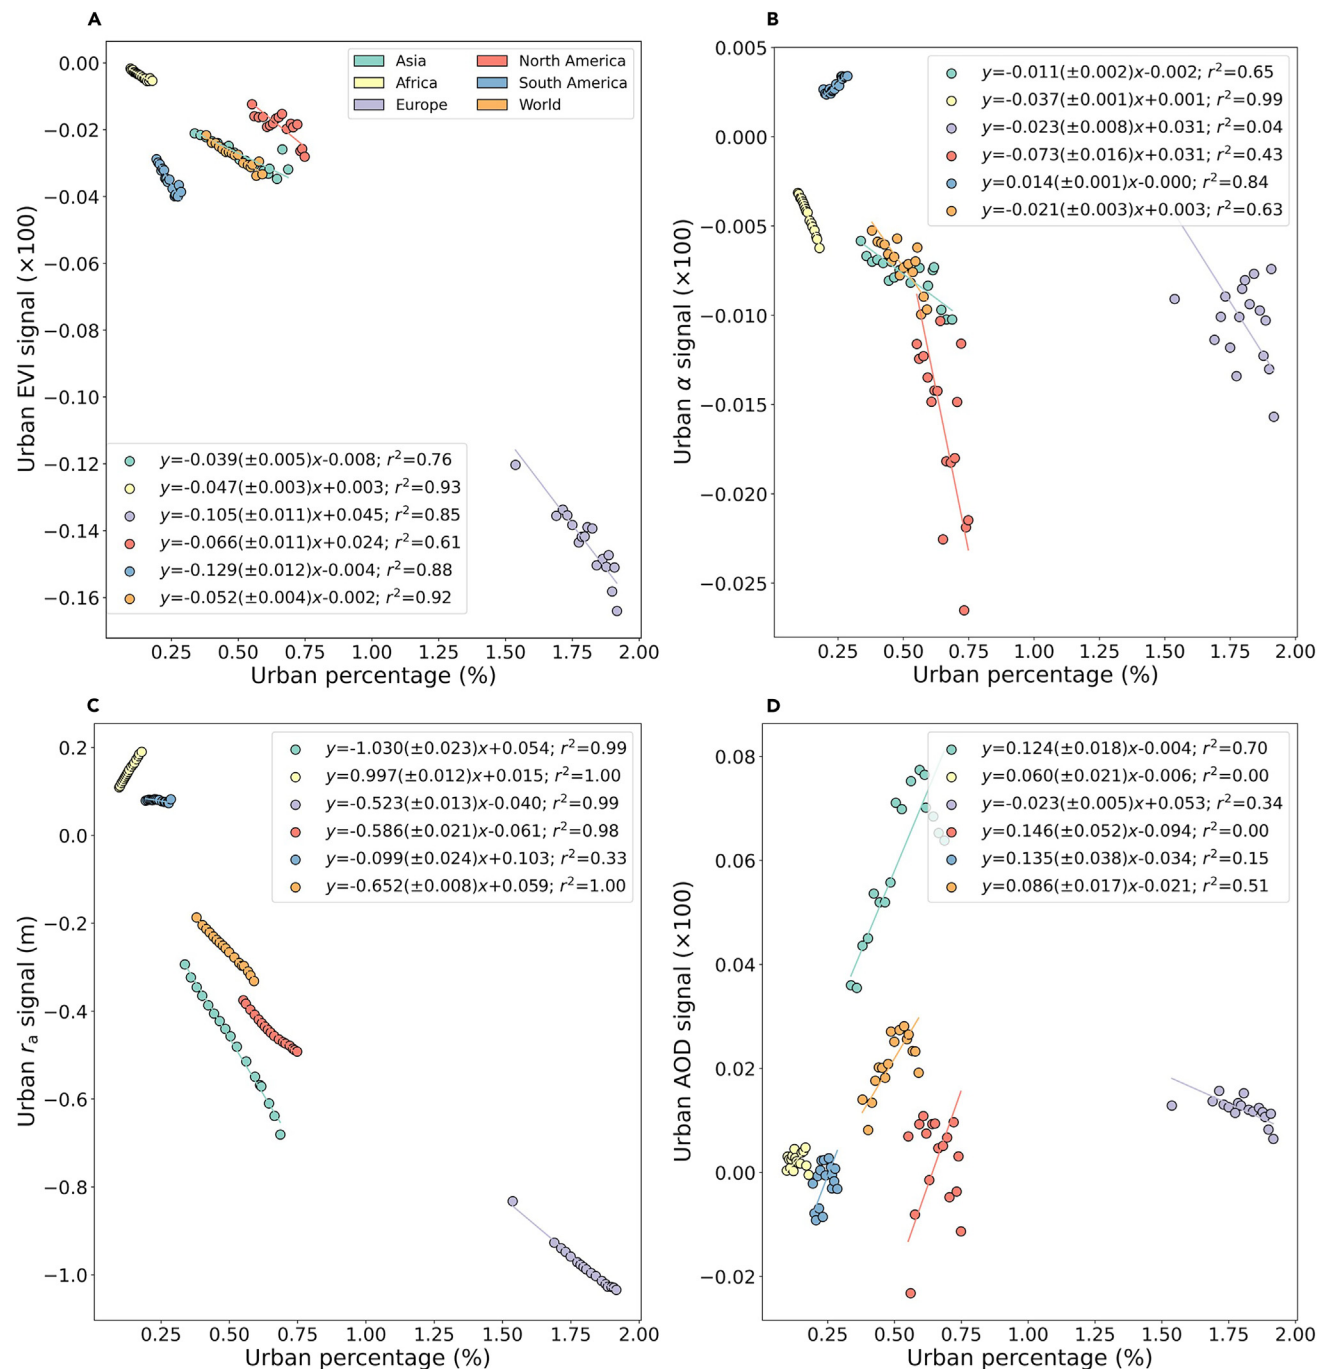 A
0.00
−0.02
−0.04
−0.06
−0.08
−0.10
−0.12
−0.14
−0.16
Urban EVI signal (×100)
Asia
Africa
Europe
North America
South America
World
y=-0.039(±0.005)x-0.008; r²=0.76
y=-0.047(±0.003)x+0.003; r²=0.93
y=-0.105(±0.011)x+0.045; r²=0.85
y=-0.066(±0.011)x+0.024; r²=0.61
y=-0.129(±0.012)x-0.004; r²=0.88
y=-0.052(±0.004)x-0.002; r²=0.92
0.25 0.50 0.75 1.00 1.25 1.50 1.75 2.00
Urban percentage (%)
B
0.005
0.000
−0.005
−0.010
−0.015
−0.020
−0.025
Urban α signal (×100)
y=-0.011(±0.002)x-0.002; r²=0.65
y=-0.037(±0.001)x+0.001; r²=0.99
y=-0.023(±0.008)x+0.031; r²=0.04
y=-0.073(±0.016)x+0.031; r²=0.43
y=0.014(±0.001)x-0.000; r²=0.84
y=-0.021(±0.003)x+0.003; r²=0.63
0.25 0.50 0.75 1.00 1.25 1.50 1.75 2.00
Urban percentage (%)
C
0.2
0.0
−0.2
−0.4
−0.6
−0.8
−1.0
Urban rₐ signal (m)
y=-1.030(±0.023)x+0.054; r²=0.99
y=0.997(±0.012)x+0.015; r²=1.00
y=-0.523(±0.013)x-0.040; r²=0.99
y=-0.586(±0.021)x-0.061; r²=0.98
y=-0.099(±0.024)x+0.103; r²=0.33
y=-0.652(±0.008)x+0.059; r²=1.00
0.25 0.50 0.75 1.00 1.25 1.50 1.75 2.00
Urban percentage (%)
D
0.08
0.06
0.04
0.02
0.00
−0.02
Urban AOD signal (×100)
y=0.124(±0.018)x-0.004; r²=0.70
y=0.060(±0.021)x-0.006; r²=0.00
y=-0.023(±0.005)x+0.053; r²=0.34
y=0.146(±0.052)x-0.094; r²=0.00
y=0.135(±0.038)x-0.034; r²=0.15
y=0.086(±0.017)x-0.021; r²=0.51
0.25 0.50 0.75 1.00 1.25 1.50 1.75 2.00
Urban percentage (%)